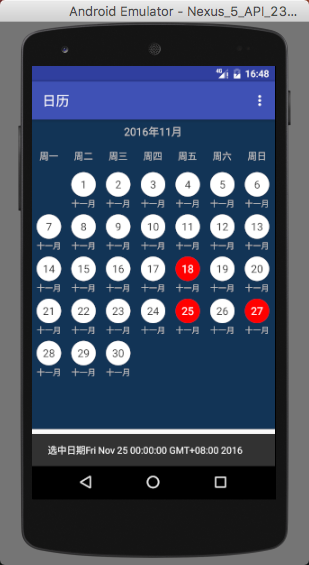 Android Emulator - Nexus_5_API_23...
4G 16:48
日历
2016年11月
周一 周二 周三 周四 周五 周六 周日
1 2 3 4 5 6
十一月 十一月 十一月 十一月 十一月 十一月
7 8 9 10 11 12 13
十一月 十一月 十一月 十一月 十一月 十一月 十一月
14 15 16 17 18 19 20
十一月 十一月 十一月 十一月 十一月 十一月 十一月
21 22 23 24 25 26 27
十一月 十一月 十一月 十一月 十一月 十一月 十一月
28 29 30
十一月 十一月 十一月
选中日期Fri Nov 25 00:00:00 GMT+08:00 2016